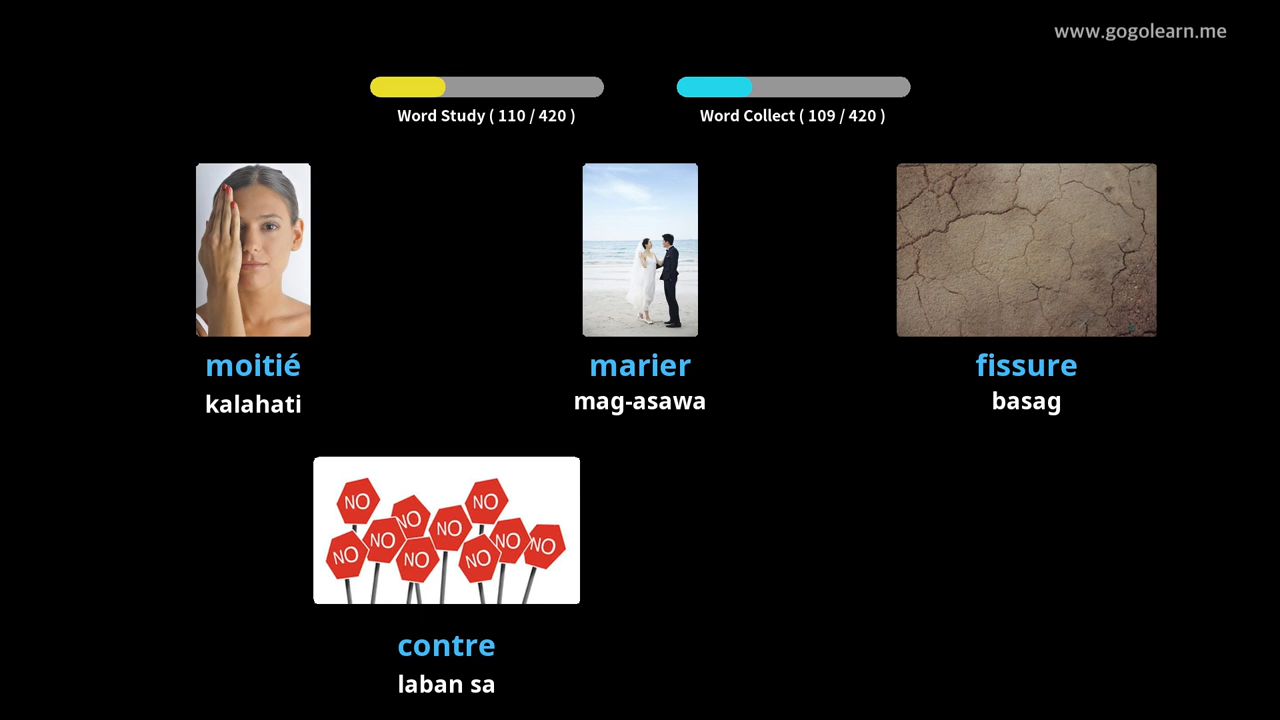 www.gogolearn.me
Word Study ( 110 / 420 )
Word Collect ( 109 / 420 )
moitié
kalahati
marier
mag-asawa
fissure
basag
NO
NO
NO
NO
NO
NO
NO
NO
NO
NO
contre
laban sa